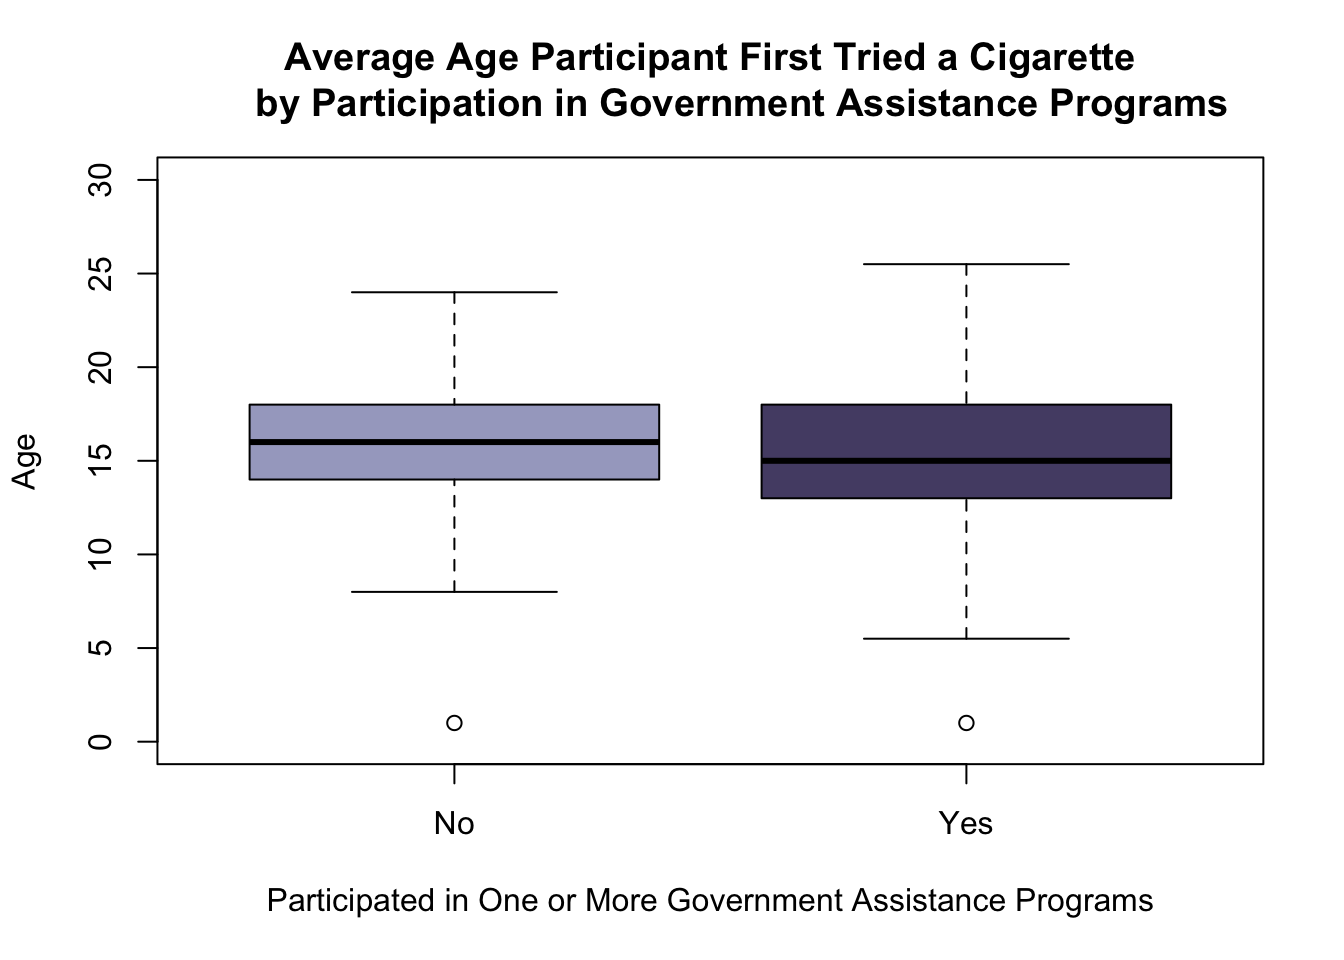 Average Age Participant First Tried a Cigarette
by Participation in Government Assistance Programs
30
25
20
15
10
5
0
Age
No
Yes
Participated in One or More Government Assistance Programs